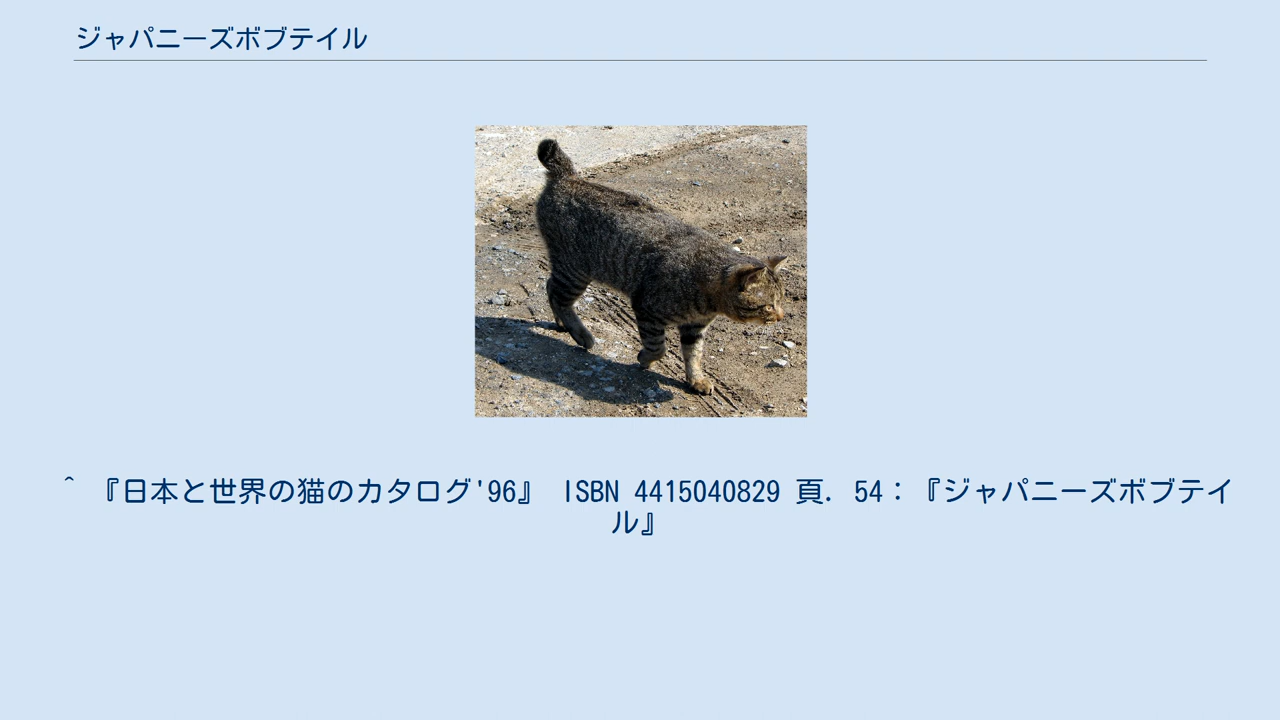 ジャパニーズボブテイル
^ 『日本と世界の猫のカタログ'96』 ISBN 4415040829 頁. 54：『ジャパニーズボブテイ
ル』